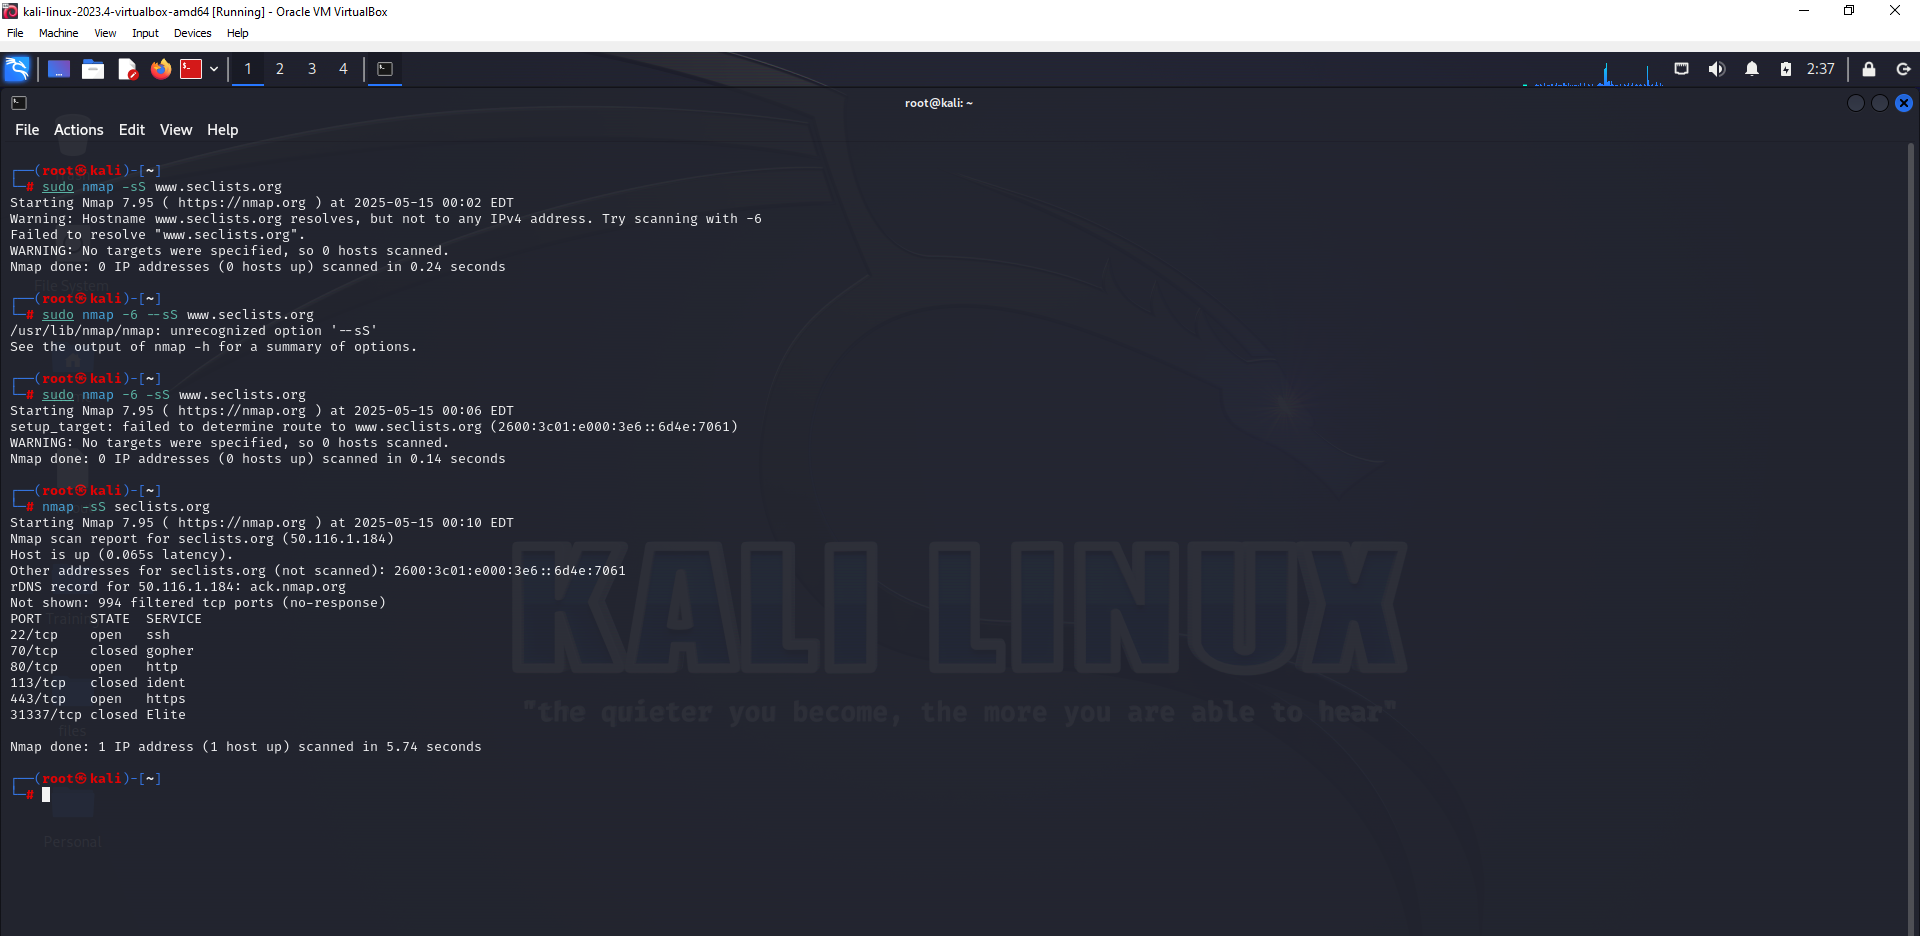 kali-linux-2023.4-virtualbox-amd64 [Running] - Oracle VM VirtualBox
File Machine View Input Devices Help
1 2 3 4 2:37
root@kali: ~
File Actions Edit View Help
┌──(root㉿kali)-[~]
└─# sudo nmap -sS www.seclists.org
Starting Nmap 7.95 ( https://nmap.org ) at 2025-05-15 00:02 EDT
Warning: Hostname www.seclists.org resolves, but not to any IPv4 address. Try scanning with -6
Failed to resolve "www.seclists.org".
WARNING: No targets were specified, so 0 hosts scanned.
Nmap done: 0 IP addresses (0 hosts up) scanned in 0.24 seconds
File System
┌──(root㉿kali)-[~]
└─# sudo nmap -6 --sS www.seclists.org
/usr/lib/nmap/nmap: unrecognized option '--sS'
See the output of nmap -h for a summary of options.
┌──(root㉿kali)-[~]
└─# sudo nmap -6 -sS www.seclists.org
Starting Nmap 7.95 ( https://nmap.org ) at 2025-05-15 00:06 EDT
setup_target: failed to determine route to www.seclists.org (2600:3c01:e000:3e6::6d4e:7061)
WARNING: No targets were specified, so 0 hosts scanned.
Nmap done: 0 IP addresses (0 hosts up) scanned in 0.14 seconds
┌──(root㉿kali)-[~]
└─# nmap -sS seclists.org
Starting Nmap 7.95 ( https://nmap.org ) at 2025-05-15 00:10 EDT
Nmap scan report for seclists.org (50.116.1.184)
Host is up (0.065s latency).
Other addresses for seclists.org (not scanned): 2600:3c01:e000:3e6::6d4e:7061
rDNS record for 50.116.1.184: ack.nmap.org
Not shown: 994 filtered tcp ports (no-response)
PORT STATE SERVICE
22/tcp open ssh
70/tcp closed gopher
80/tcp open http
113/tcp closed ident
443/tcp open https
31337/tcp closed Elite
Nmap done: 1 IP address (1 host up) scanned in 5.74 seconds
┌──(root㉿kali)-[~]
└─#
KALI LINUX
"the quieter you become, the more you are able to hear"
Personal